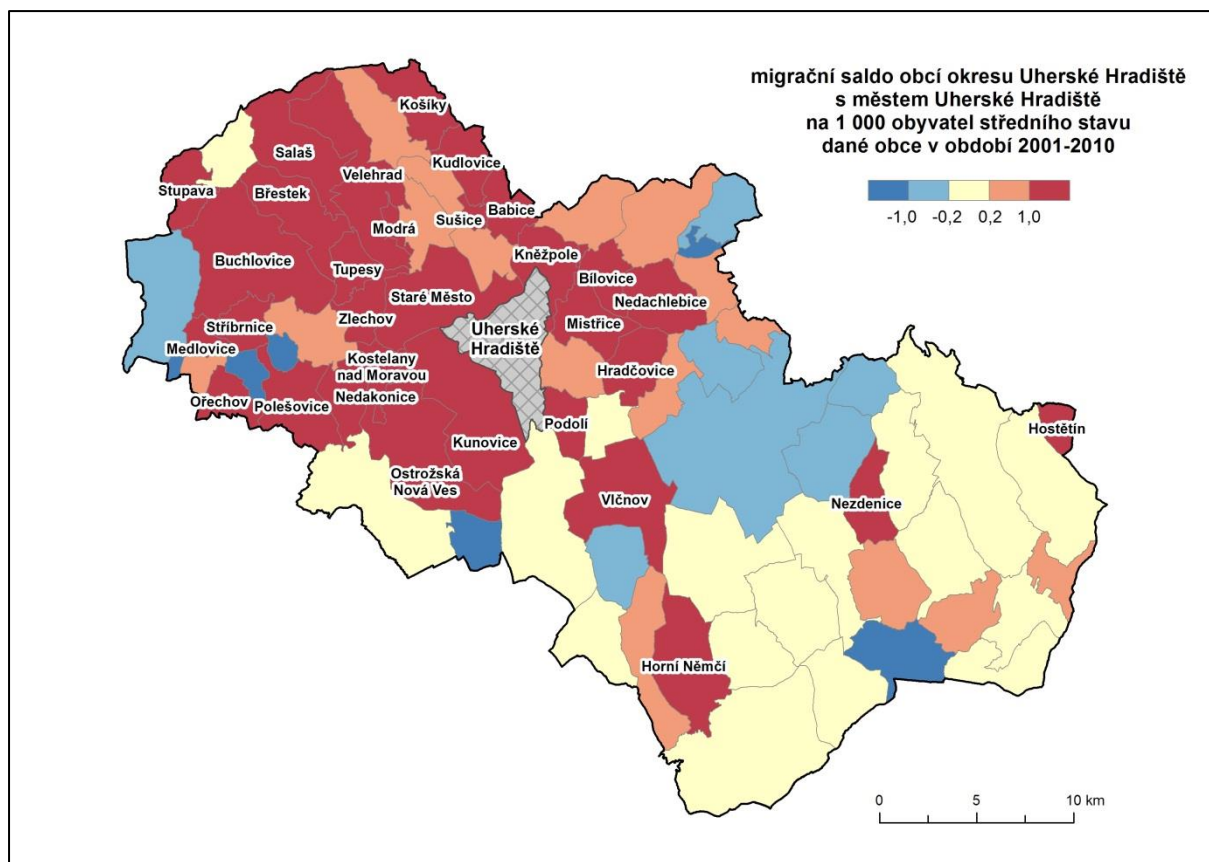 migrační saldo obcí okresu Uherské Hradiště
s městem Uherské Hradiště
na 1 000 obyvatel středního stavu
dané obce v období 2001-2010
-1,0 -0,2 0,2 1,0
Košíky
Salaš
Kudlovice
Velehrad
Stupava
Břestek
Babice
Sušice
Modrá
Kněžpole
Buchlovice
Tupesy
Bílovice
Staré Město
Nedachlebice
Zlechov
Mistřice
Stříbrnice
Uherské
Hradiště
Medlovice
Kostelany
nad Moravou
Hradčovice
Ořechov
Polešovice
Nedakonice
Podolí
Hostětín
Kunovice
Ostrožská
Nová Ves
Vlčnov
Nezdenice
Horní Němčí
0 5 10 km